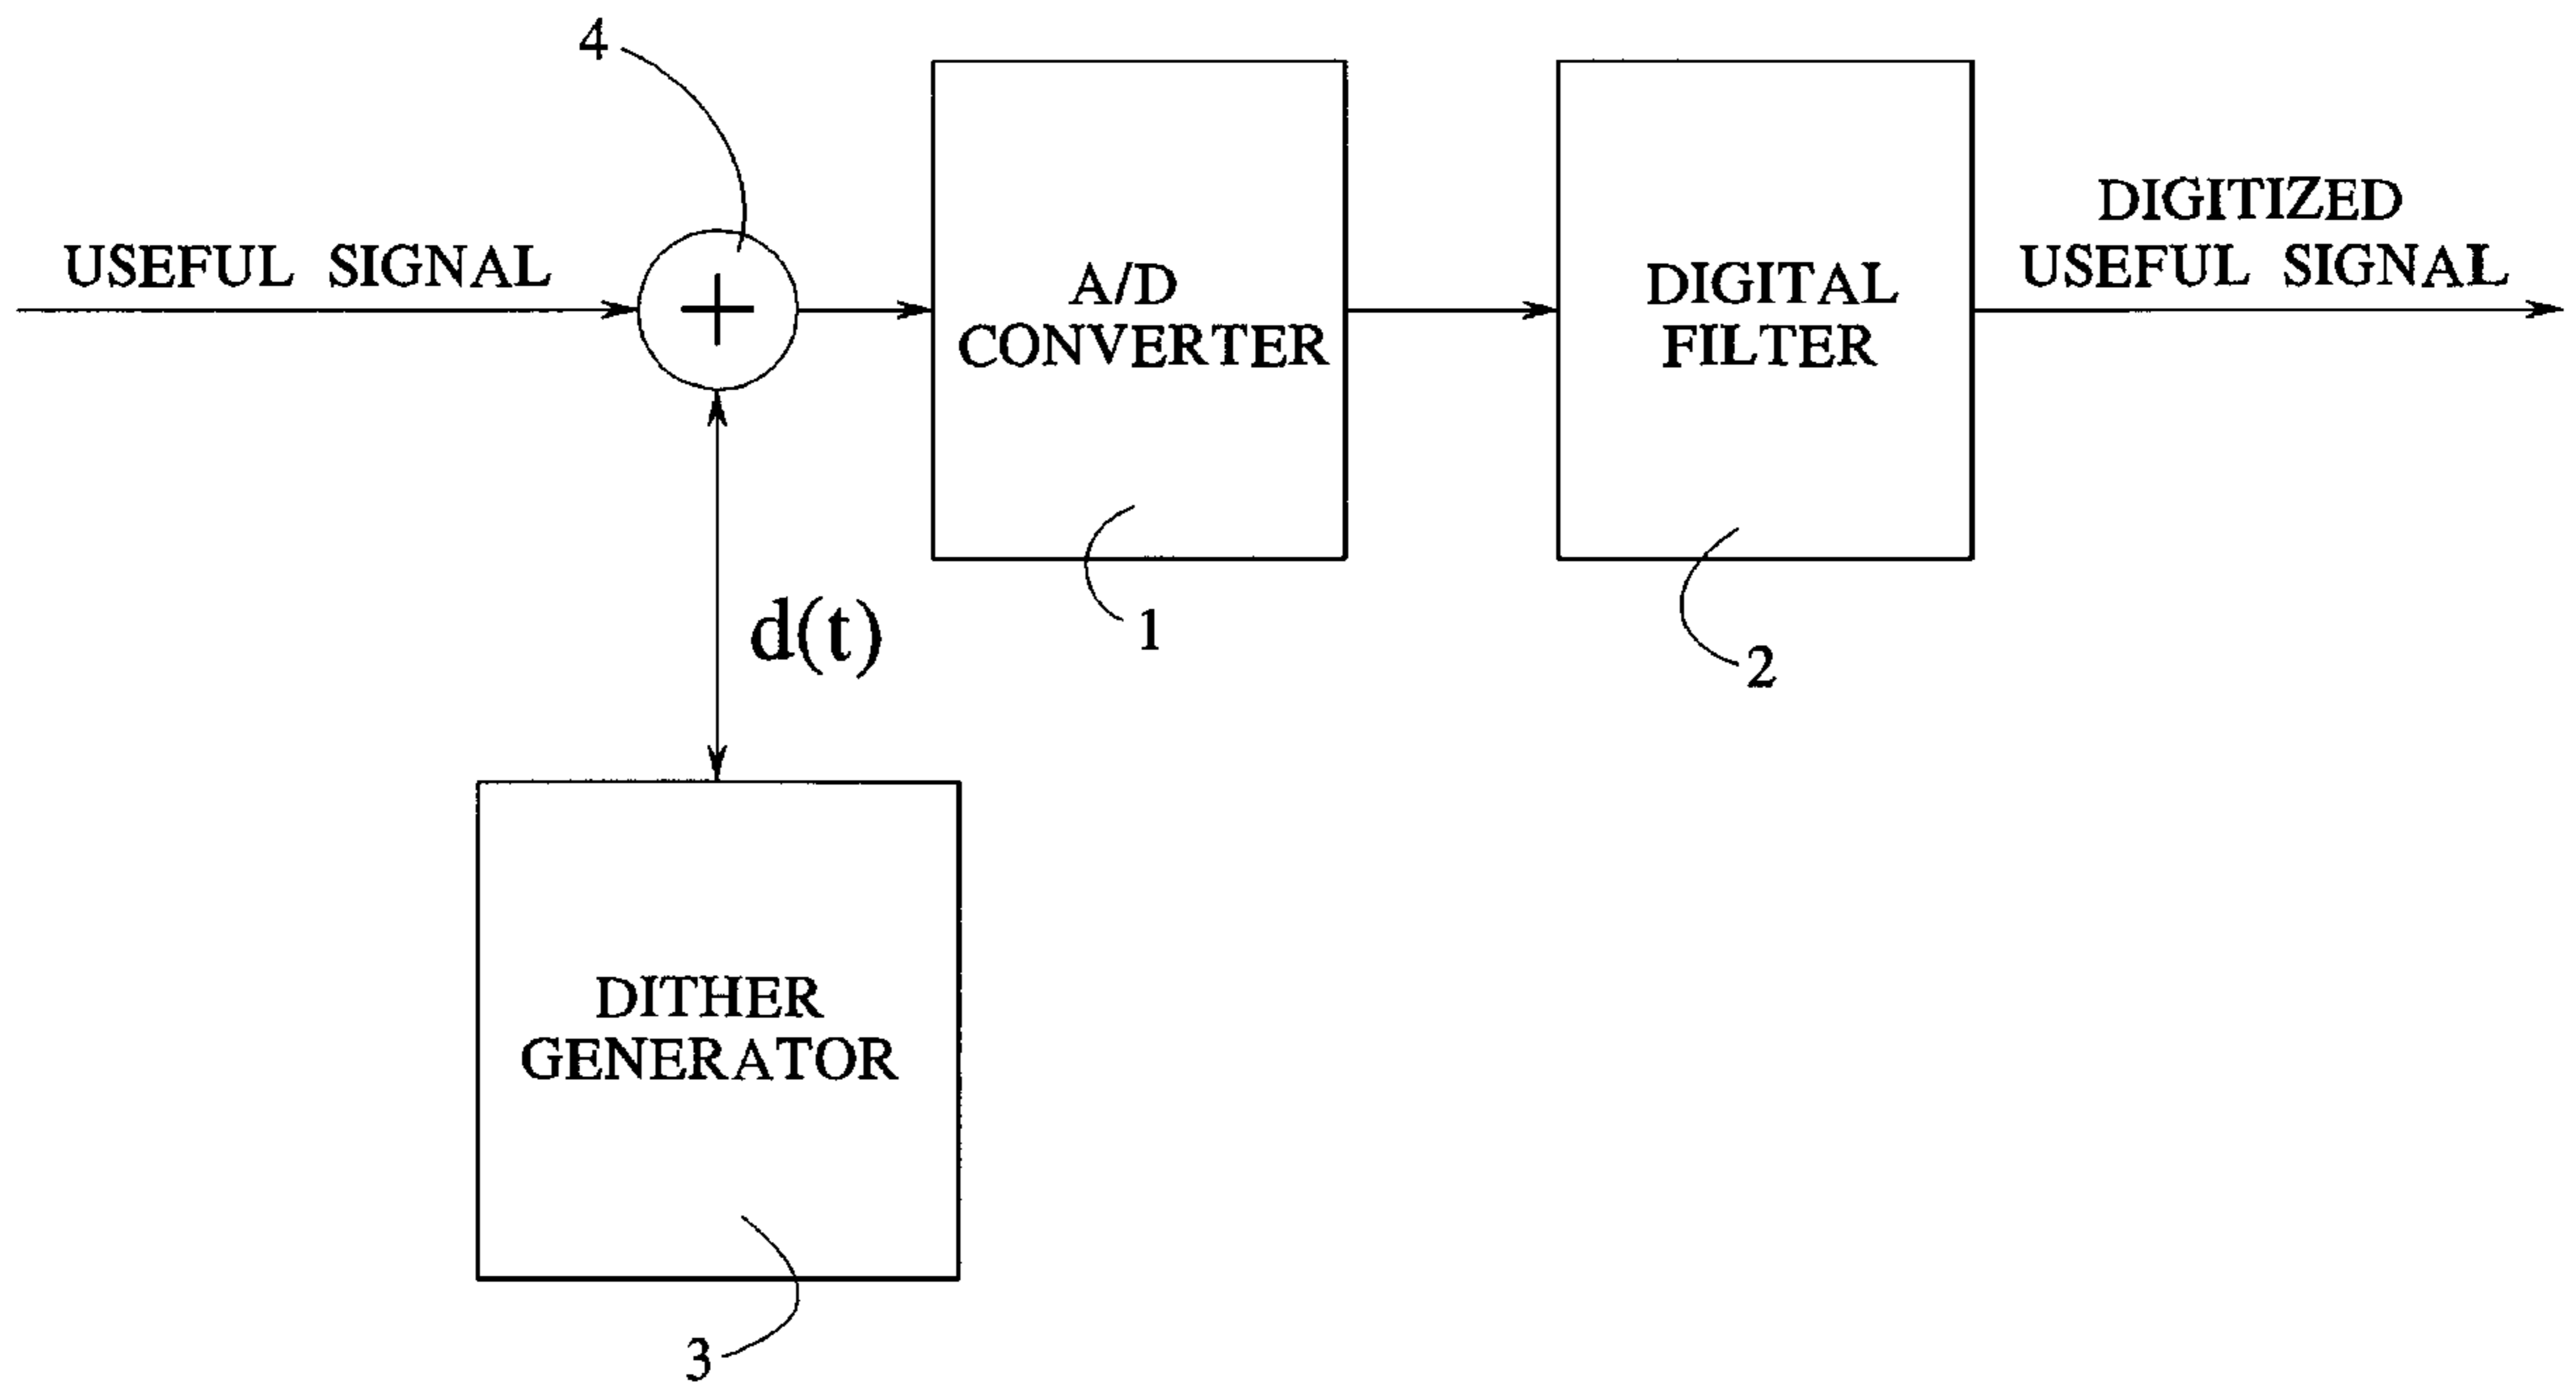 4
USEFUL SIGNAL
+
A/D
CONVERTER
1
DIGITAL
FILTER
2
DIGITIZED
USEFUL SIGNAL
d(t)
DITHER
GENERATOR
3